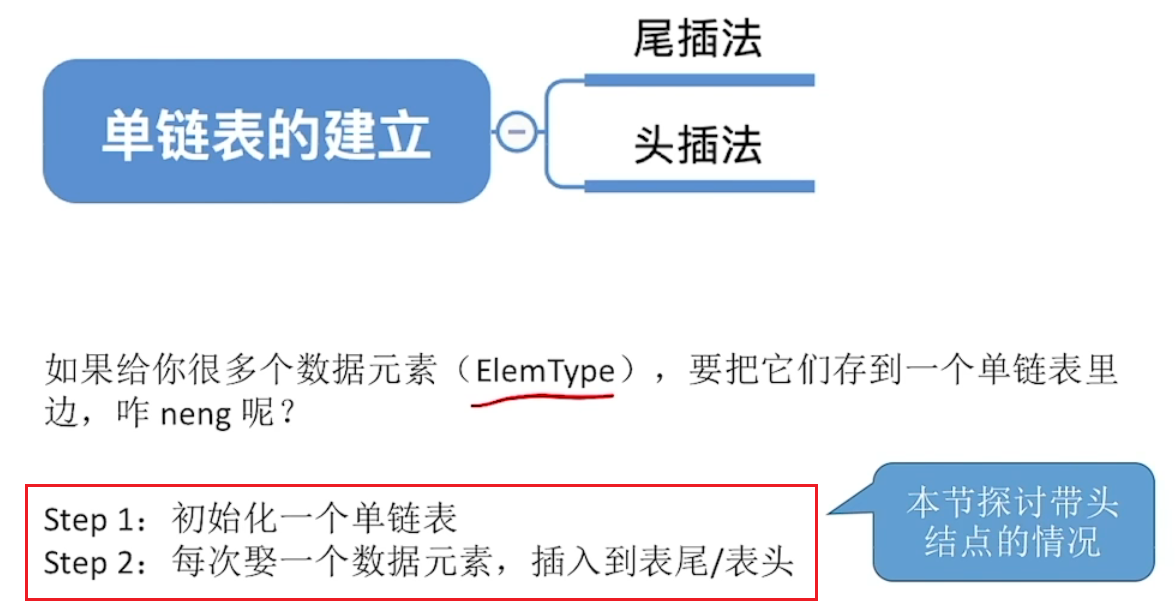 尾插法
单链表的建立
头插法
如果给你很多个数据元素（ElemType），要把它们存到一个单链表里
边，咋 neng 呢？
Step 1：初始化一个单链表
Step 2：每次娶一个数据元素，插入到表尾/表头
本节探讨带头
结点的情况